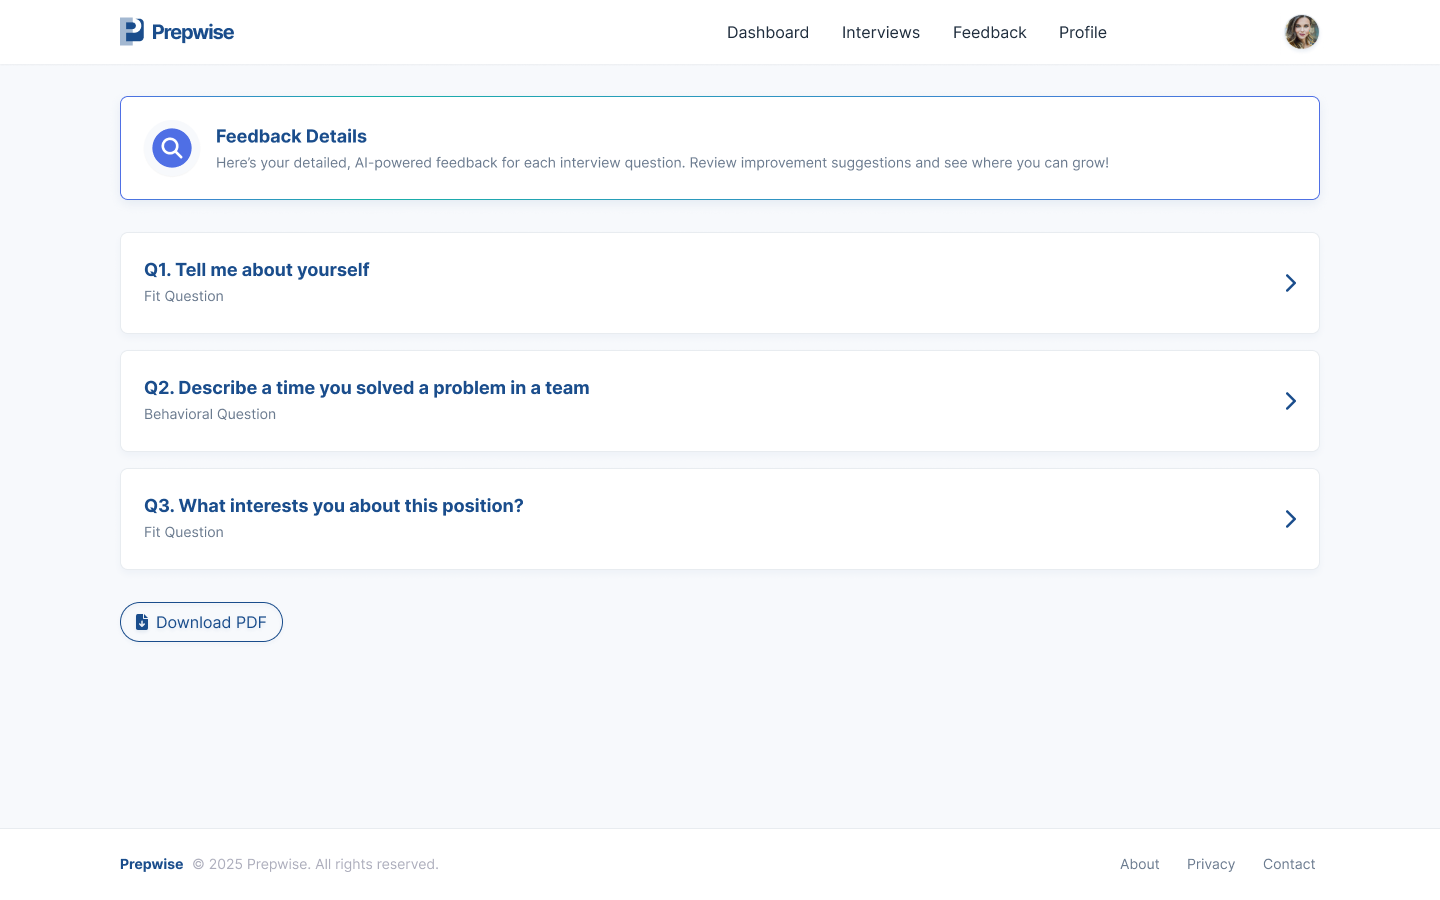 Prepwise
Dashboard Interviews Feedback Profile
Feedback Details
Here's your detailed, AI-powered feedback for each interview question. Review improvement suggestions and see where you can grow!
Q1. Tell me about yourself
Fit Question
Q2. Describe a time you solved a problem in a team
Behavioral Question
Q3. What interests you about this position?
Fit Question
Download PDF
Prepwise © 2025 Prepwise. All rights reserved. About Privacy Contact